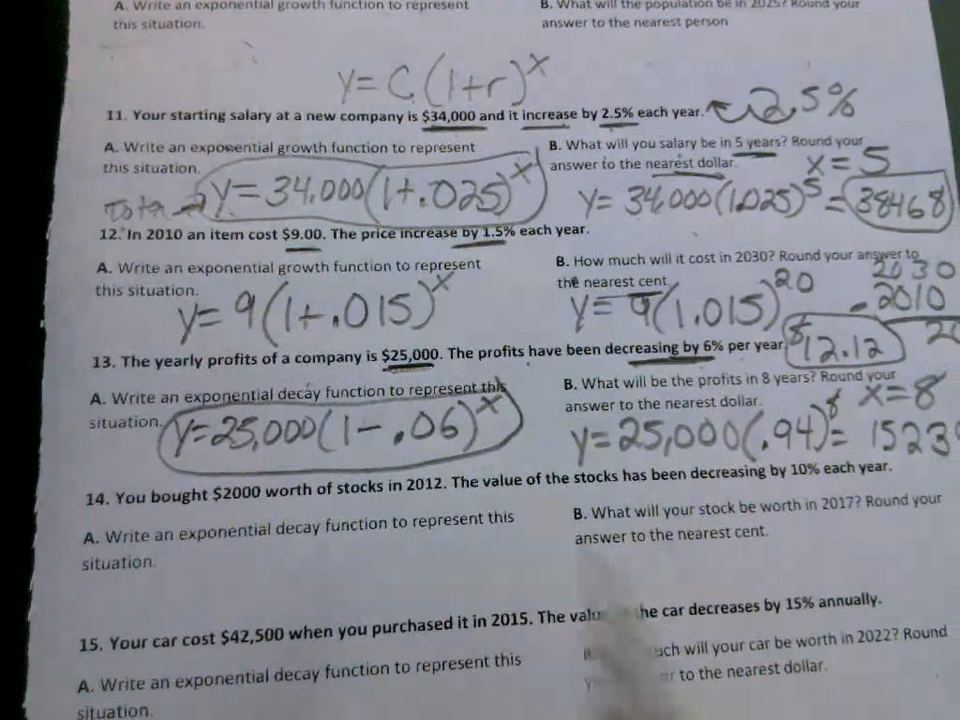 A. Write an exponential growth function to represent
this situation.
B. What will the population be in 2025? Round your
answer to the nearest person
y = C(1+r)^x
11. Your starting salary at a new company is $34,000 and it increase by 2.5% each year.
2.5%
A. Write an exponential growth function to represent
this situation.
y = 34,000(1+.025)^x
B. What will you salary be in 5 years? Round your
answer to the nearest dollar.
x = 5
y = 34,000(1.025)^5 = 38468
12. In 2010 an item cost $9.00. The price increase by 1.5% each year.
A. Write an exponential growth function to represent
this situation.
y = 9(1+.015)^x
B. How much will it cost in 2030? Round your answer to
the nearest cent
2030
- 2010
20
y = 9(1.015)^20
$12.12
13. The yearly profits of a company is $25,000. The profits have been decreasing by 6% per year
A. Write an exponential decay function to represent this
situation.
y = 25,000(1-.06)^x
B. What will be the profits in 8 years? Round your
answer to the nearest dollar.
x = 8
y = 25,000(.94)^8 = 1523
14. You bought $2000 worth of stocks in 2012. The value of the stocks has been decreasing by 10% each year.
A. Write an exponential decay function to represent this
situation.
B. What will your stock be worth in 2017? Round your
answer to the nearest cent.
15. Your car cost $42,500 when you purchased it in 2015. The car decreases by 15% annually.
A. Write an exponential decay function to represent this
situation.
will your car be worth in 2022? Round
to the nearest dollar.